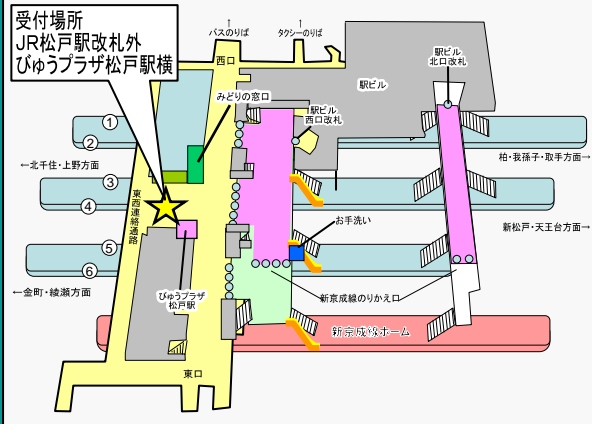 受付場所
JR松戸駅改札外
びゅうプラザ松戸駅横
↑
バスのりば
↑
タクシーのりば
西口
駅ビル
北口改札
駅ビル
みどりの窓口
駅ビル
西口改札
①
②
←北千住・上野方面
柏・我孫子・取手方面→
③
④
東西連絡通路
お手洗い
新松戸・天王台方面→
⑤
⑥
←金町・綾瀬方面
びゅうプラザ
松戸駅
新京成線のりかえ口
新京成線ホーム
東口